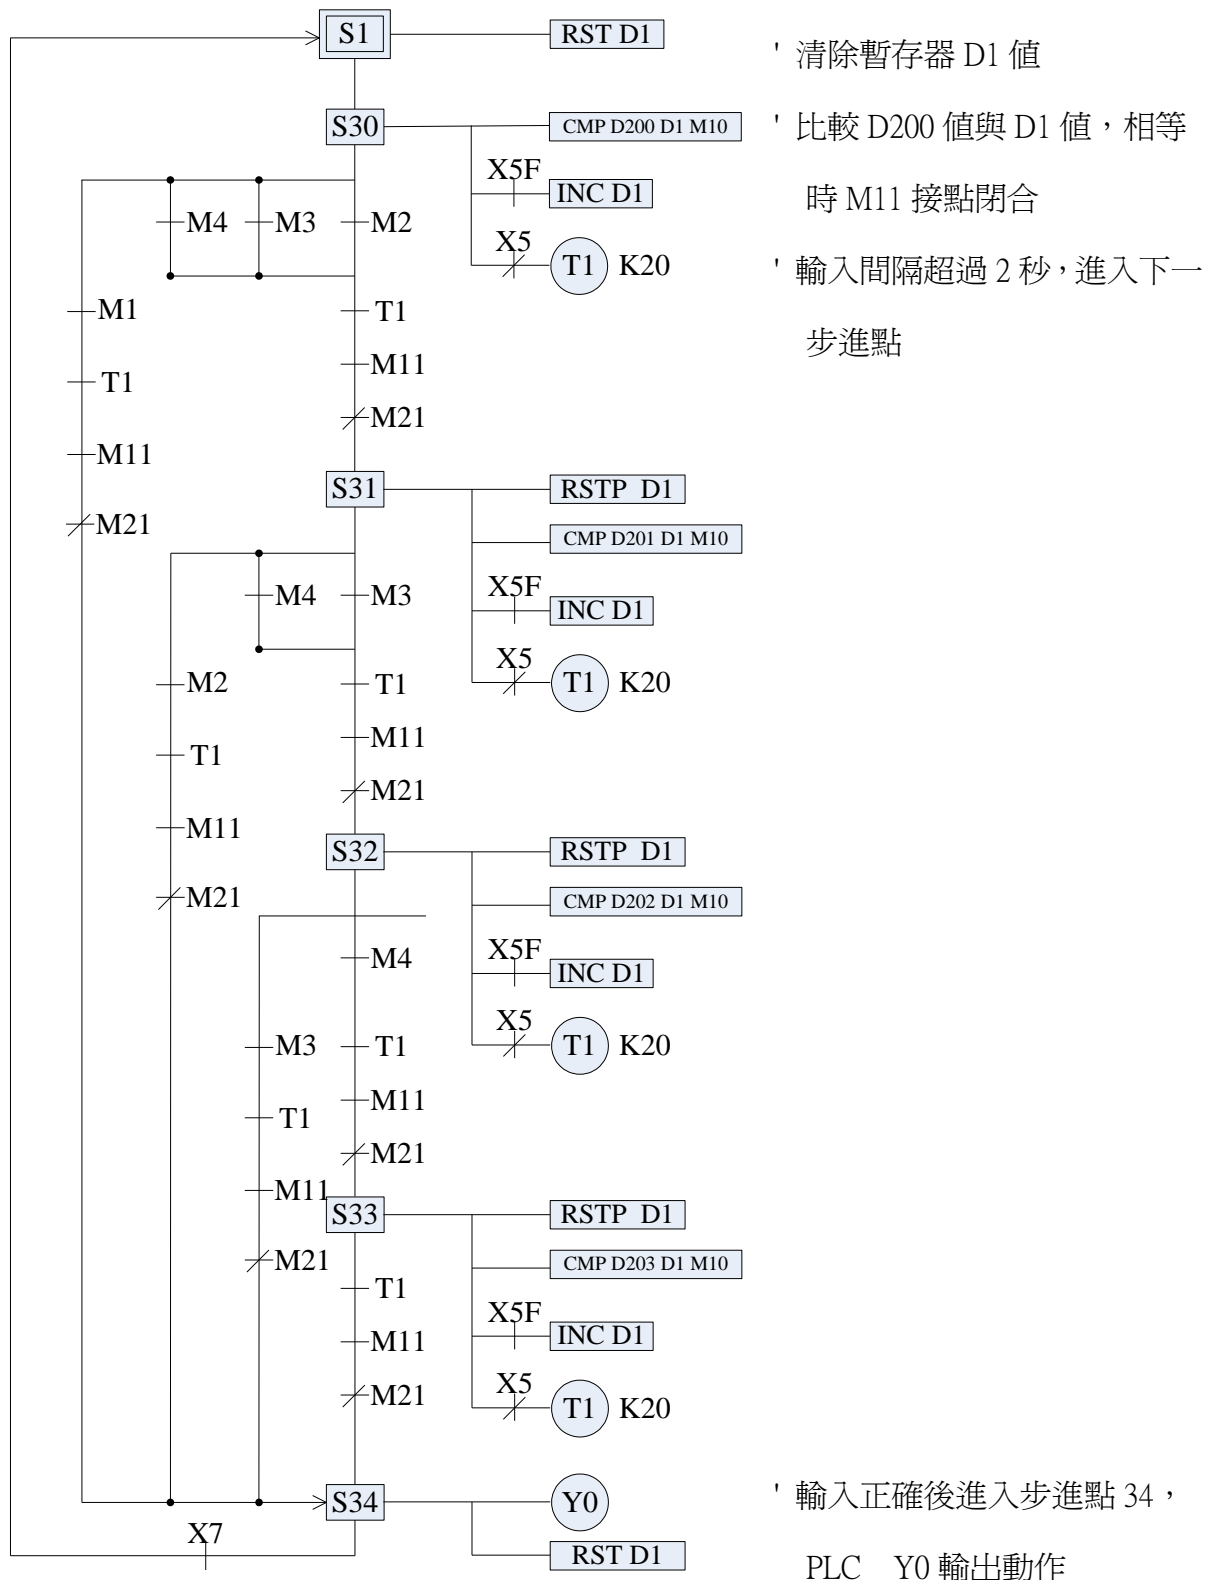 S1
RST D1
' 清除暫存器 D1 值
S30
CMP D200 D1 M10
' 比較 D200 值與 D1 值，相等
時 M11 接點閉合
X5F
INC D1
M4
M3
M2
X5
T1
K20
' 輸入間隔超過 2 秒，進入下一
步進點
M1
T1
T1
M11
M21
M11
M21
S31
RSTP D1
CMP D201 D1 M10
X5F
INC D1
M4
M3
X5
T1
K20
M2
T1
T1
M11
M21
M11
M21
S32
RSTP D1
CMP D202 D1 M10
X5F
INC D1
M4
X5
T1
K20
M3
T1
T1
M11
M21
M11
M21
S33
RSTP D1
CMP D203 D1 M10
X5F
INC D1
T1
M11
M21
X5
T1
K20
S34
Y0
' 輸入正確後進入步進點 34，
X7
RST D1
PLC Y0 輸出動作